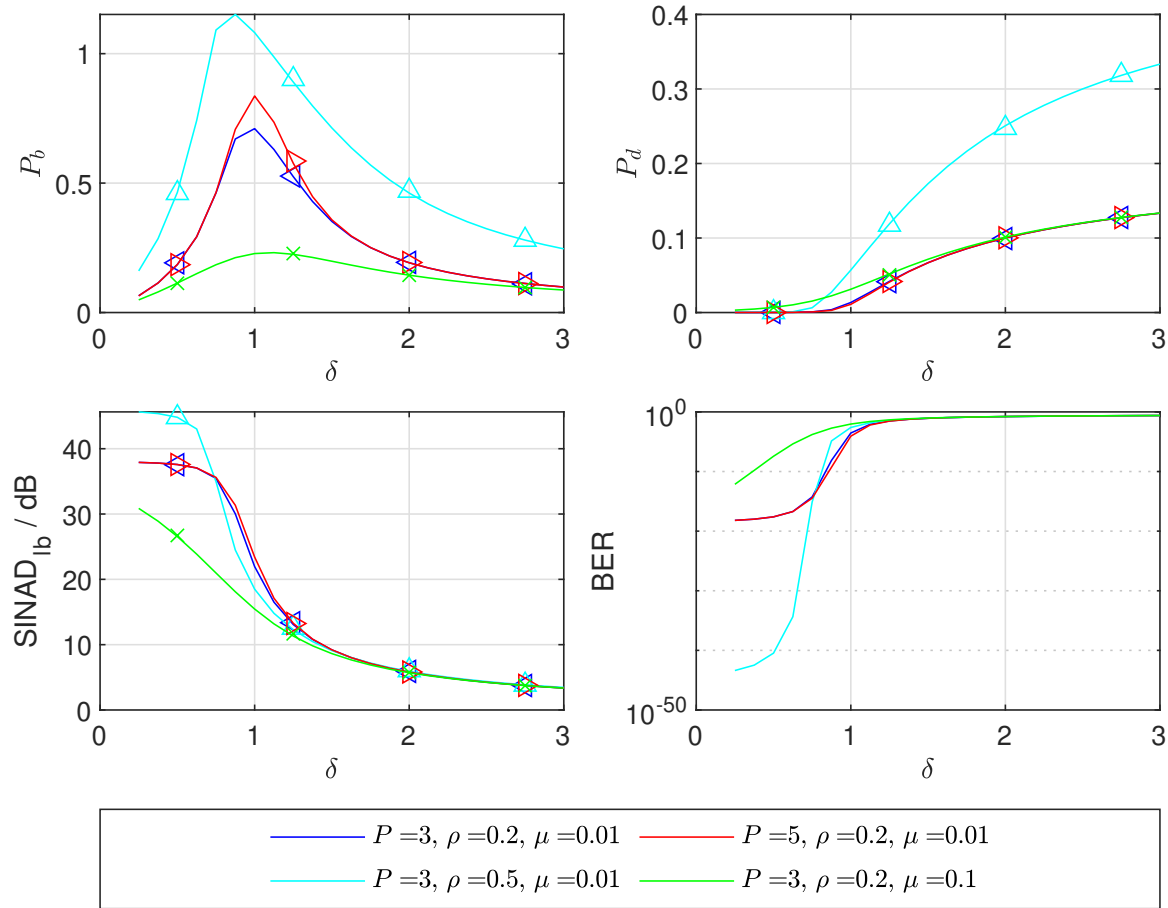 1
0.5
0
0 1 2 3
P_b
δ
0.4
0.3
0.2
0.1
0
0 1 2 3
P_d
δ
40
30
20
10
0
0 1 2 3
SINAD_lb / dB
δ
10^0
10^-50
0 1 2 3
BER
δ
P =3, ρ =0.2, μ =0.01
P =5, ρ =0.2, μ =0.01
P =3, ρ =0.5, μ =0.01
P =3, ρ =0.2, μ =0.1